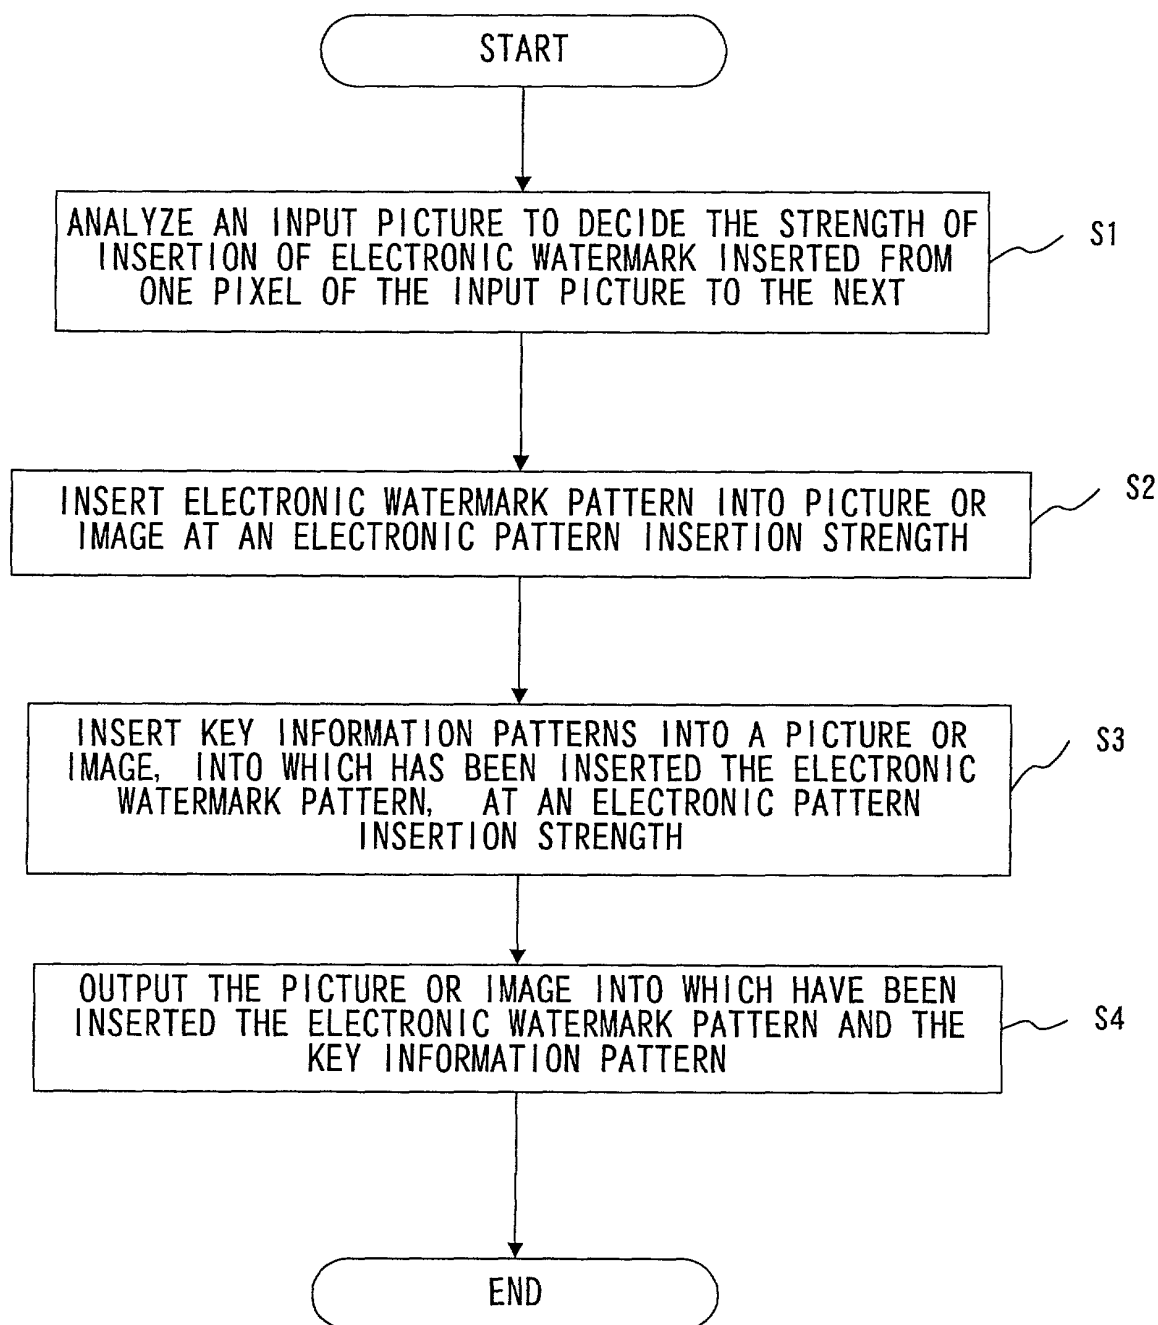 START
ANALYZE AN INPUT PICTURE TO DECIDE THE STRENGTH OF
INSERTION OF ELECTRONIC WATERMARK INSERTED FROM
ONE PIXEL OF THE INPUT PICTURE TO THE NEXT
S1
INSERT ELECTRONIC WATERMARK PATTERN INTO PICTURE OR
IMAGE AT AN ELECTRONIC PATTERN INSERTION STRENGTH
S2
INSERT KEY INFORMATION PATTERNS INTO A PICTURE OR
IMAGE, INTO WHICH HAS BEEN INSERTED THE ELECTRONIC
WATERMARK PATTERN, AT AN ELECTRONIC PATTERN
INSERTION STRENGTH
S3
OUTPUT THE PICTURE OR IMAGE INTO WHICH HAVE BEEN
INSERTED THE ELECTRONIC WATERMARK PATTERN AND THE
KEY INFORMATION PATTERN
S4
END